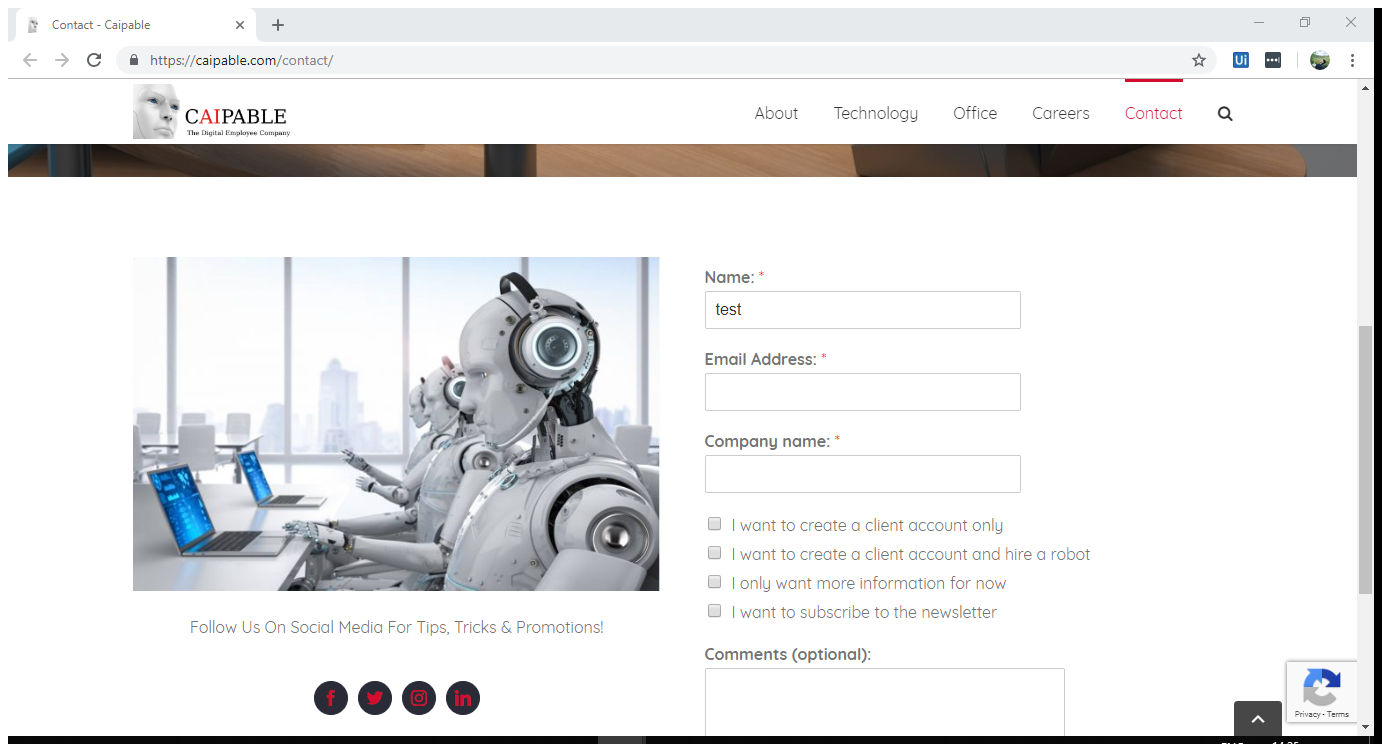 Contact - Caipable
https://caipable.com/contact/
Ui
CAIPABLE
The Digital Employee Company
About
Technology
Office
Careers
Contact
Name: *
test
Email Address: *
Company name: *
I want to create a client account only
I want to create a client account and hire a robot
I only want more information for now
I want to subscribe to the newsletter
Comments (optional):
Follow Us On Social Media For Tips, Tricks & Promotions!
Privacy - Terms